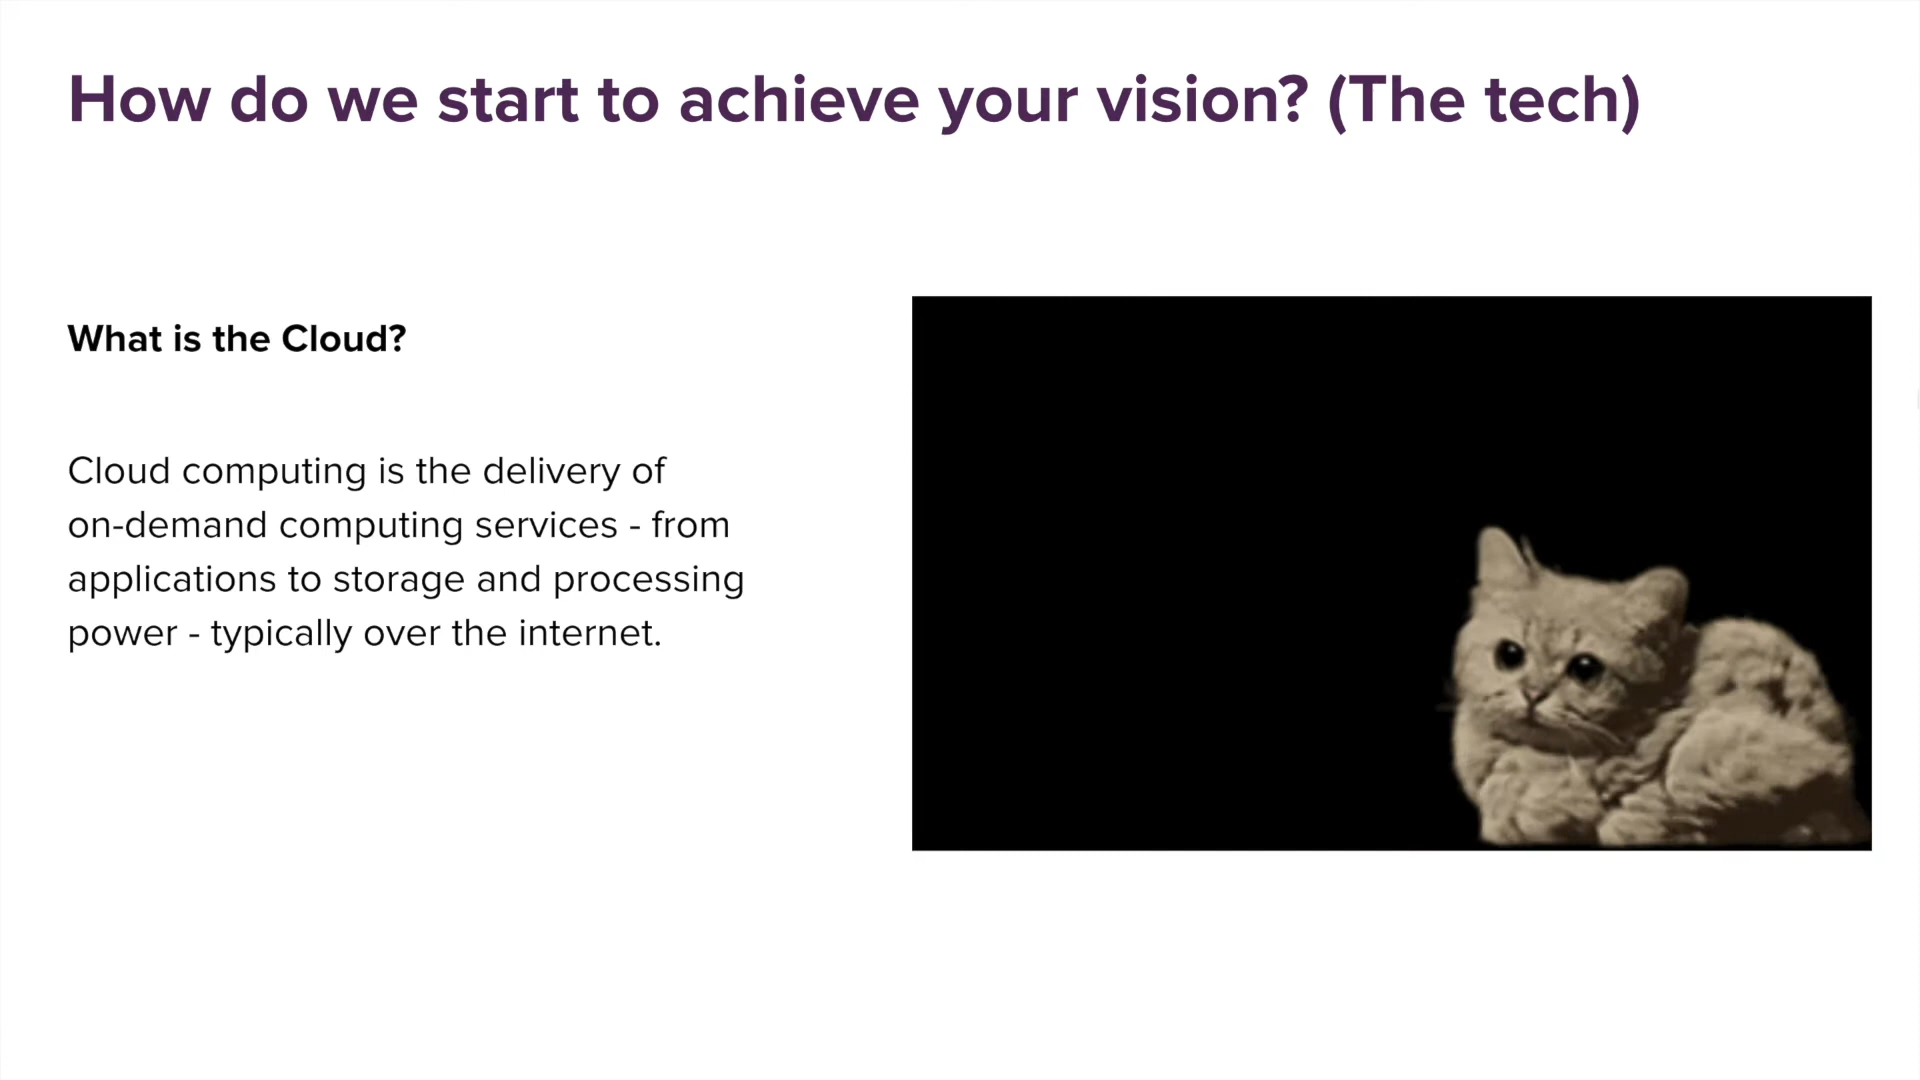 How do we start to achieve your vision? (The tech)
What is the Cloud?
Cloud computing is the delivery of
on-demand computing services - from
applications to storage and processing
power - typically over the internet.